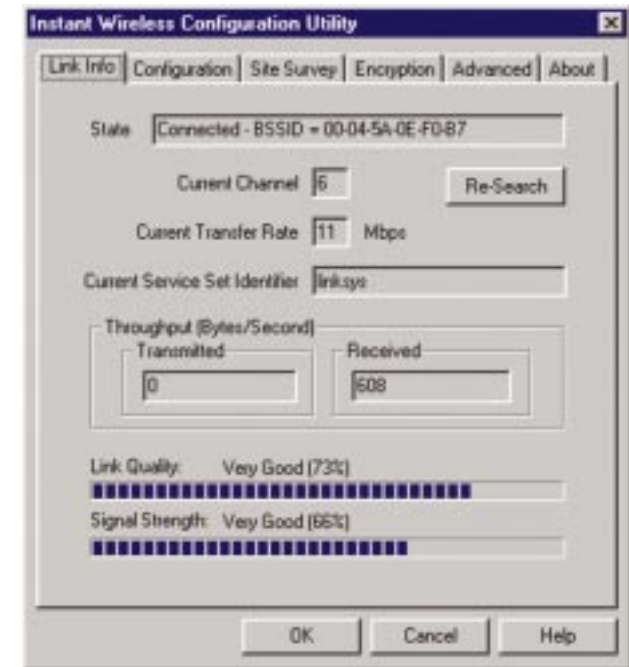 Instant Wireless Configuration Utility
Link Info Configuration Site Survey Encryption Advanced About
State Connected - BSSID = 00-04-5A-0E-F0-B7
Current Channel 6 Re-Search
Current Transfer Rate 11 Mbps
Current Service Set Identifier linksys
Throughput (Bytes/Second)
Transmitted Received
0 608
Link Quality: Very Good (73%)
Signal Strength: Very Good (66%)
OK Cancel Help